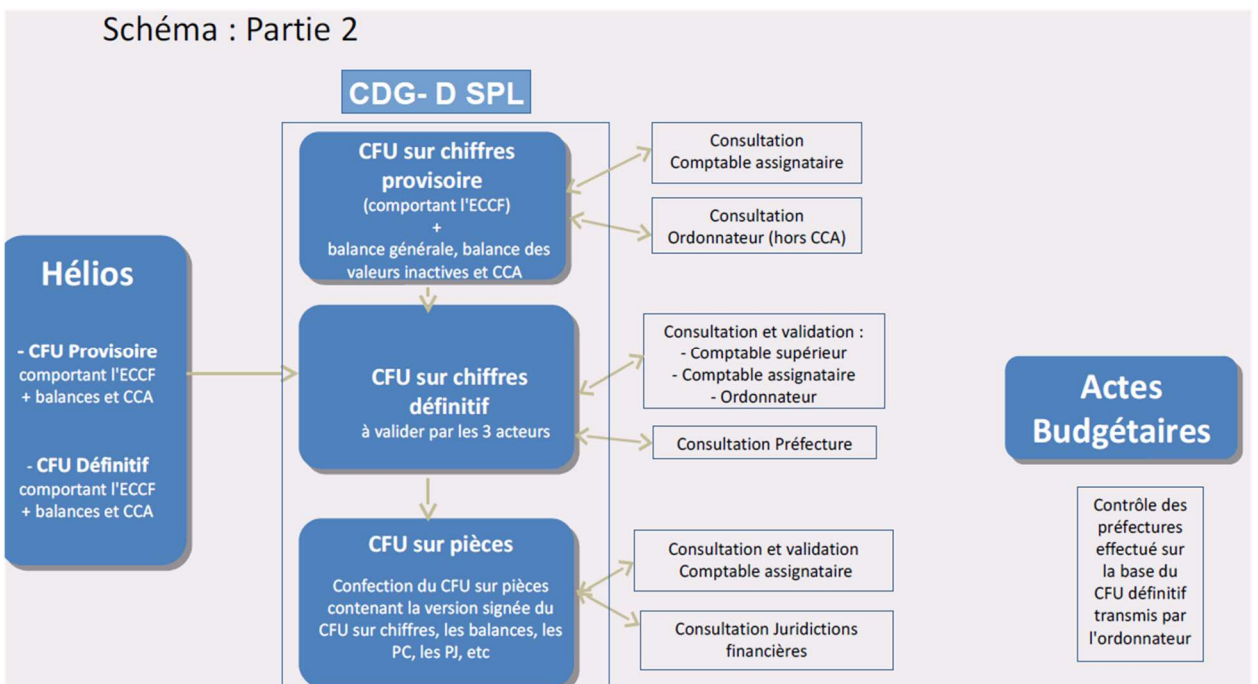 Schéma : Partie 2
CDG- D SPL
CFU sur chiffres
provisoire
(comportant l'ECCF)
+
balance générale, balance des
valeurs inactives et CCA
Consultation
Comptable assignataire
Consultation
Ordonnateur (hors CCA)
Hélios
- CFU Provisoire
comportant l'ECCF
+ balances et CCA
- CFU Définitif
comportant l'ECCF
+ balances et CCA
CFU sur chiffres
définitif
à valider par les 3 acteurs
Consultation et validation :
- Comptable supérieur
- Comptable assignataire
- Ordonnateur
Consultation Préfecture
Actes
Budgétaires
Contrôle des
préfectures
effectué sur
la base du
CFU définitif
transmis par
l'ordonnateur
CFU sur pièces
Confection du CFU sur pièces
contenant la version signée du
CFU sur chiffres, les balances, les
PC, les PJ, etc
Consultation et validation
Comptable assignataire
Consultation Juridictions
financières